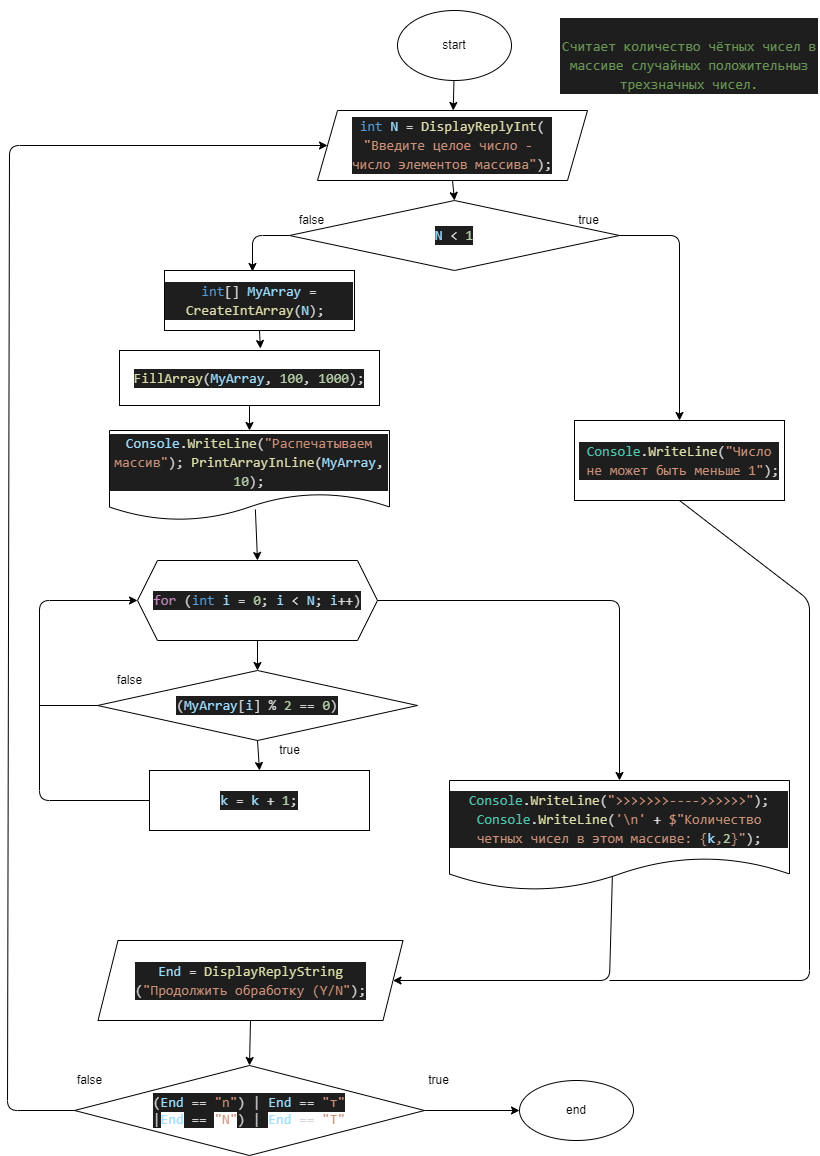 start
Считает количество чётных чисел в
массиве случайных положительныз
трехзначных чисел.
int N = DisplayReplyInt(
"Введите целое число -
число элементов массива");
false
true
N < 1
int[] MyArray =
CreateIntArray(N);
FillArray(MyArray, 100, 1000);
Console.WriteLine("Распечатываем
массив"); PrintArrayInLine(MyArray,
10);
Console.WriteLine("Число
не может быть меньше 1");
for (int i = 0; i < N; i++)
false
(MyArray[i] % 2 == 0)
true
k = k + 1;
Console.WriteLine(">>>>>>>---->>>>>>");
Console.WriteLine('\n' + $"Количество
четных чисел в этом массиве: {k,2}");
End = DisplayReplyString
("Продолжить обработку (Y/N");
false
true
(End == "n") | End == "т"
|End == "N") | End == "Т"
end